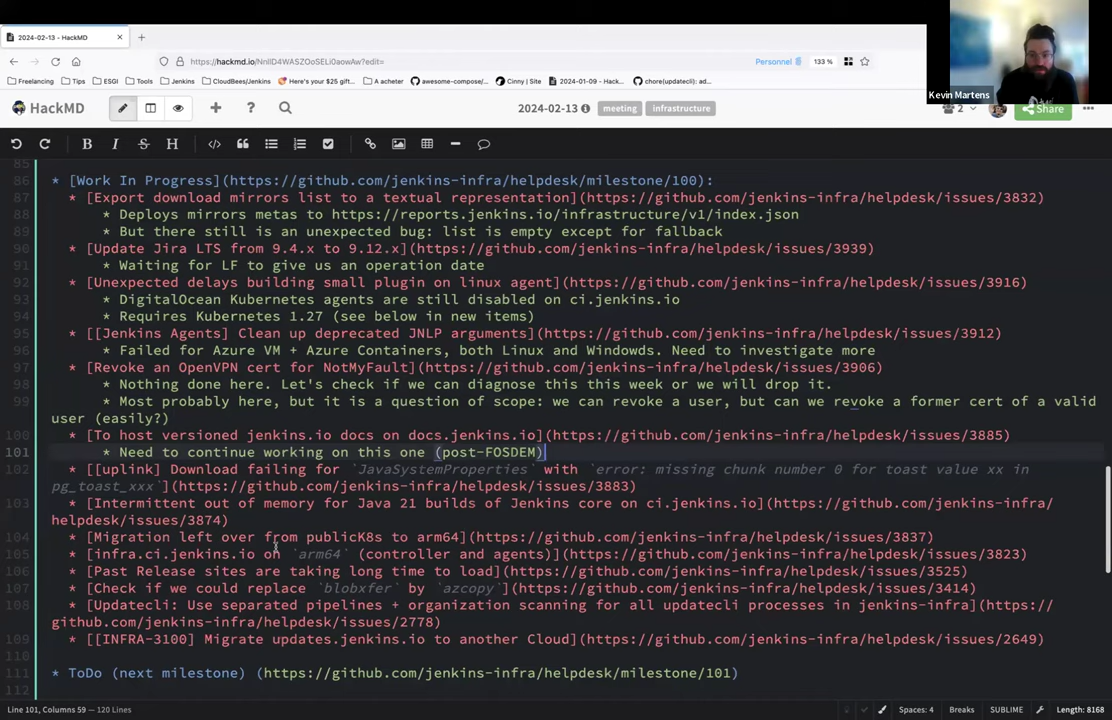 2024-02-13 - HackMD
https://hackmd.io/NnIlD4WASZOoSELi0aowAw?edit=
Personnel
133 %
Freelancing
Tips
ESGI
Tools
Jenkins
CloudBees/Jenkins
Here's your $25 gift...
A acheter
awesome-compose/...
Cinny | Site
2024-01-09 - Hack...
chore(updatecli): ad...
Kevin Martens
HackMD
2024-02-13
meeting
infrastructure
2
Share
B I S H
85
86 * [Work In Progress](https://github.com/jenkins-infra/helpdesk/milestone/100):
87 * [Export download mirrors list to a textual representation](https://github.com/jenkins-infra/helpdesk/issues/3832)
88 * Deploys mirrors metas to https://reports.jenkins.io/infrastructure/v1/index.json
89 * But there still is an unexpected bug: list is empty except for fallback
90 * [Update Jira LTS from 9.4.x to 9.12.x](https://github.com/jenkins-infra/helpdesk/issues/3939)
91 * Waiting for LF to give us an operation date
92 * [Unexpected delays building small plugin on linux agent](https://github.com/jenkins-infra/helpdesk/issues/3916)
93 * DigitalOcean Kubernetes agents are still disabled on ci.jenkins.io
94 * Requires Kubernetes 1.27 (see below in new items)
95 * [[Jenkins Agents] Clean up deprecated JNLP arguments](https://github.com/jenkins-infra/helpdesk/issues/3912)
96 * Failed for Azure VM + Azure Containers, both Linux and Windowds. Need to investigate more
97 * [Revoke an OpenVPN cert for NotMyFault](https://github.com/jenkins-infra/helpdesk/issues/3906)
98 * Nothing done here. Let's check if we can diagnose this this week or we will drop it.
99 * Most probably here, but it is a question of scope: we can revoke a user, but can we revoke a former cert of a valid
user (easily?)
100 * [To host versioned jenkins.io docs on docs.jenkins.io](https://github.com/jenkins-infra/helpdesk/issues/3885)
101 * Need to continue working on this one (post-FOSDEM)
102 * [[uplink] Download failing for `JavaSystemProperties` with `error: missing chunk number 0 for toast value xx in
pg_toast_xxx`](https://github.com/jenkins-infra/helpdesk/issues/3883)
103 * [Intermittent out of memory for Java 21 builds of Jenkins core on ci.jenkins.io](https://github.com/jenkins-infra/
helpdesk/issues/3874)
104 * [Migration left over from publicK8s to arm64](https://github.com/jenkins-infra/helpdesk/issues/3837)
105 * [infra.ci.jenkins.io on `arm64` (controller and agents)](https://github.com/jenkins-infra/helpdesk/issues/3823)
106 * [Past Release sites are taking long time to load](https://github.com/jenkins-infra/helpdesk/issues/3525)
107 * [Check if we could replace `blobxfer` by `azcopy`](https://github.com/jenkins-infra/helpdesk/issues/3414)
108 * [Updatecli: Use separated pipelines + organization scanning for all updatecli processes in jenkins-infra](https://
github.com/jenkins-infra/helpdesk/issues/2778)
109 * [[INFRA-3100] Migrate updates.jenkins.io to another Cloud](https://github.com/jenkins-infra/helpdesk/issues/2649)
110
111 * ToDo (next milestone) (https://github.com/jenkins-infra/helpdesk/milestone/101)
112
Line 101, Columns 59 — 120 Lines
Spaces: 4
Breaks
SUBLIME
Length: 8168